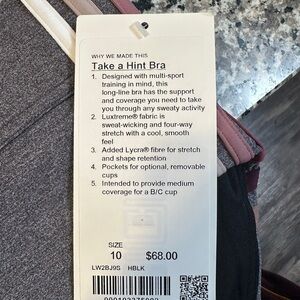 WHY WE MADE THIS
Take a Hint Bra
1. Designed with multi-sport
training in mind, this
long-line bra has the support
and coverage you need to take
you through any sweaty activity
2. Luxtreme® fabric is
sweat-wicking and four-way
stretch with a cool, smooth
feel
3. Added Lycra® fibre for stretch
and shape retention
4. Pockets for optional, removable
cups
5. Intended to provide medium
coverage for a B/C cup
SIZE
10 $68.00
LW2BJ9S HBLK